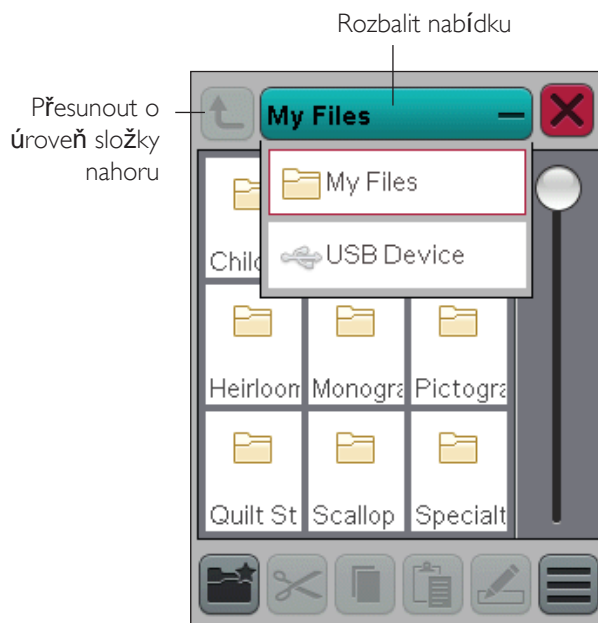 Rozbalit nabídku
Přesunout o
úroveň složky
nahoru
My Files
My Files
USB Device
Chil
Heirloom Monogra Pictogra
Quilt St Scallop Specialt